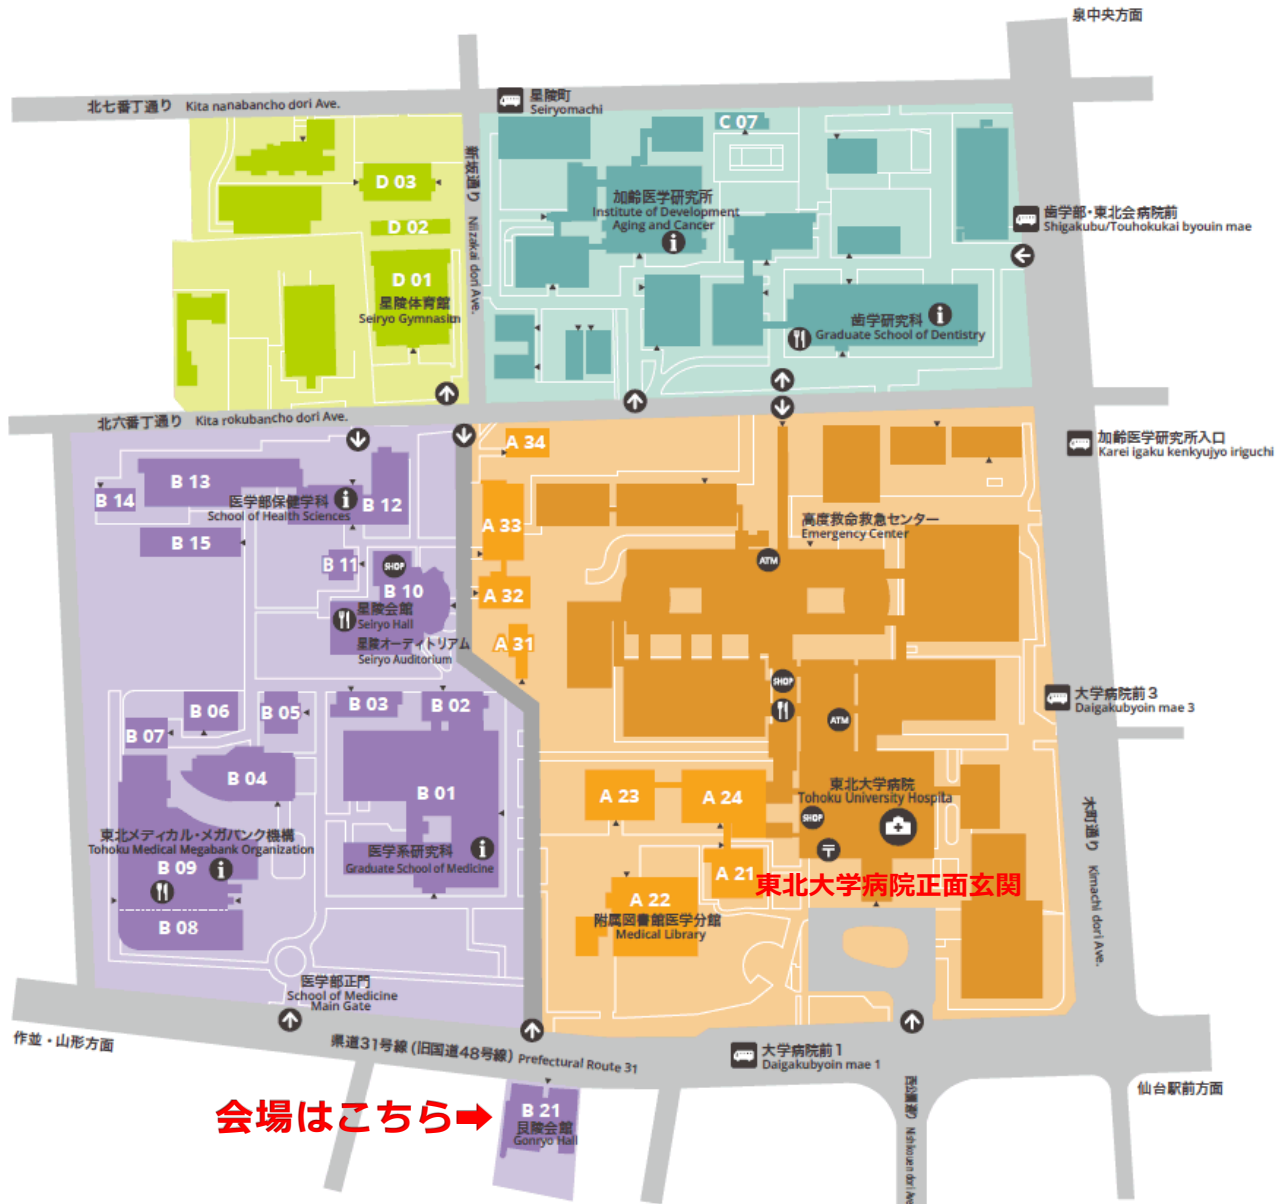 泉中央方面
北七番丁通り Kita nanabancho dori Ave.
星陵町
Seiryomachi
C 07
D 03
D 02
D 01
星陵体育館
Seiryo Gymnasiun
新坂通り Niizakai dori Ave.
加齢医学研究所
Institute of Development
Aging and Cancer
歯学部・東北会病院前
Shigakubu/Touhokukai byouin mae
歯学研究科
Graduate School of Dentistry
北六番丁通り Kita rokubancho dori Ave.
加齢医学研究所入口
Karei igaku kenkyujyo iriguchi
A 34
B 13
B 14
医学部保健学科
School of Health Sciences
B 12
A 33
高度救命救急センター
Emergency Center
B 15
B 11
SHOP
B 10
ATM
A 32
星陵会館
Seiryo Hall
星陵オーディトリアム
Seiryo Auditorium
A 31
SHOP
ATM
大学病院前 3
Daigakubyoin mae 3
B 03
B 02
B 06
B 05
B 07
B 04
B 01
A 23
A 24
東北大学病院
Tohoku University Hospita
SHOP
木町通り Kimachi dori Ave.
東北メディカル・メガバンク機構
Tohoku Medical Megabank Organization
B 09
医学系研究科
Graduate School of Medicine
A 21
東北大学病院正面玄関
A 22
附属図書館医学分館
Medical Library
B 08
医学部正門
School of Medicine
Main Gate
作並・山形方面
県道31号線 (旧国道48号線) Prefectural Route 31
大学病院前 1
Daigakubyoin mae 1
仙台駅前方面
西公園通り Nishikouen dori Ave
会場はこちら➡
B 21
艮陵会館
Gonryo Hall